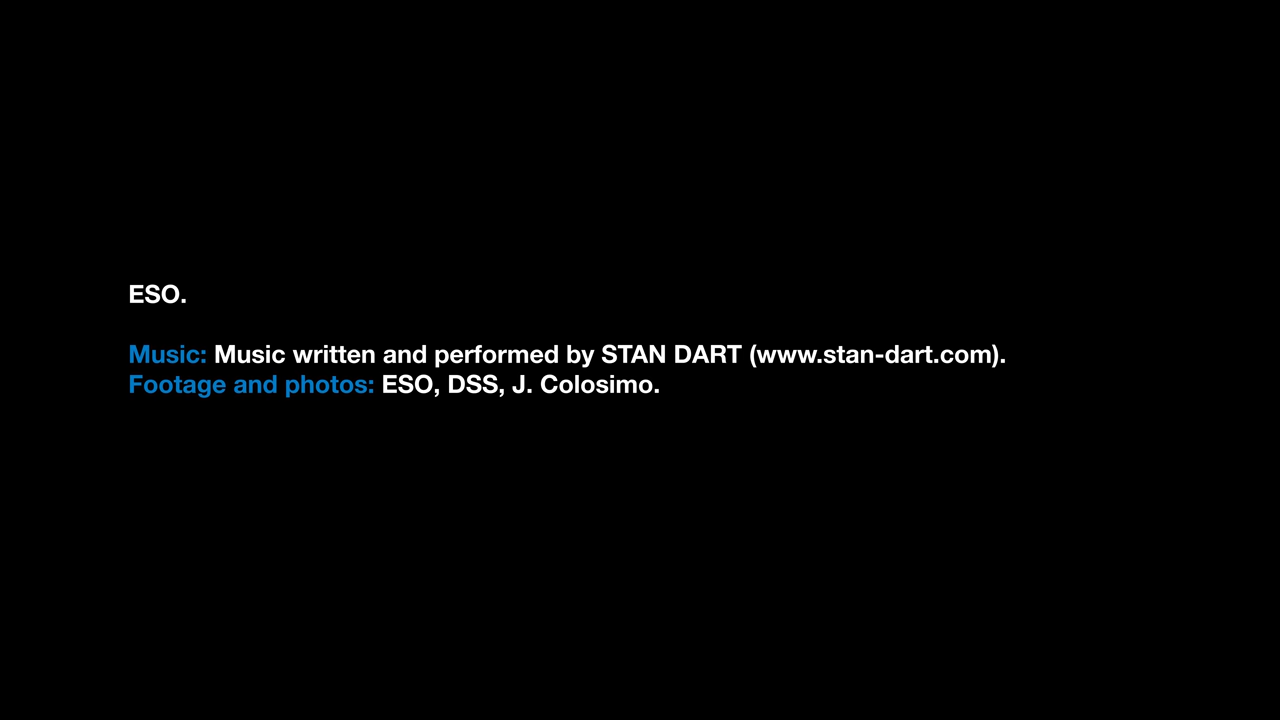 ESO.
Music: Music written and performed by STAN DART (www.stan-dart.com).
Footage and photos: ESO, DSS, J. Colosimo.